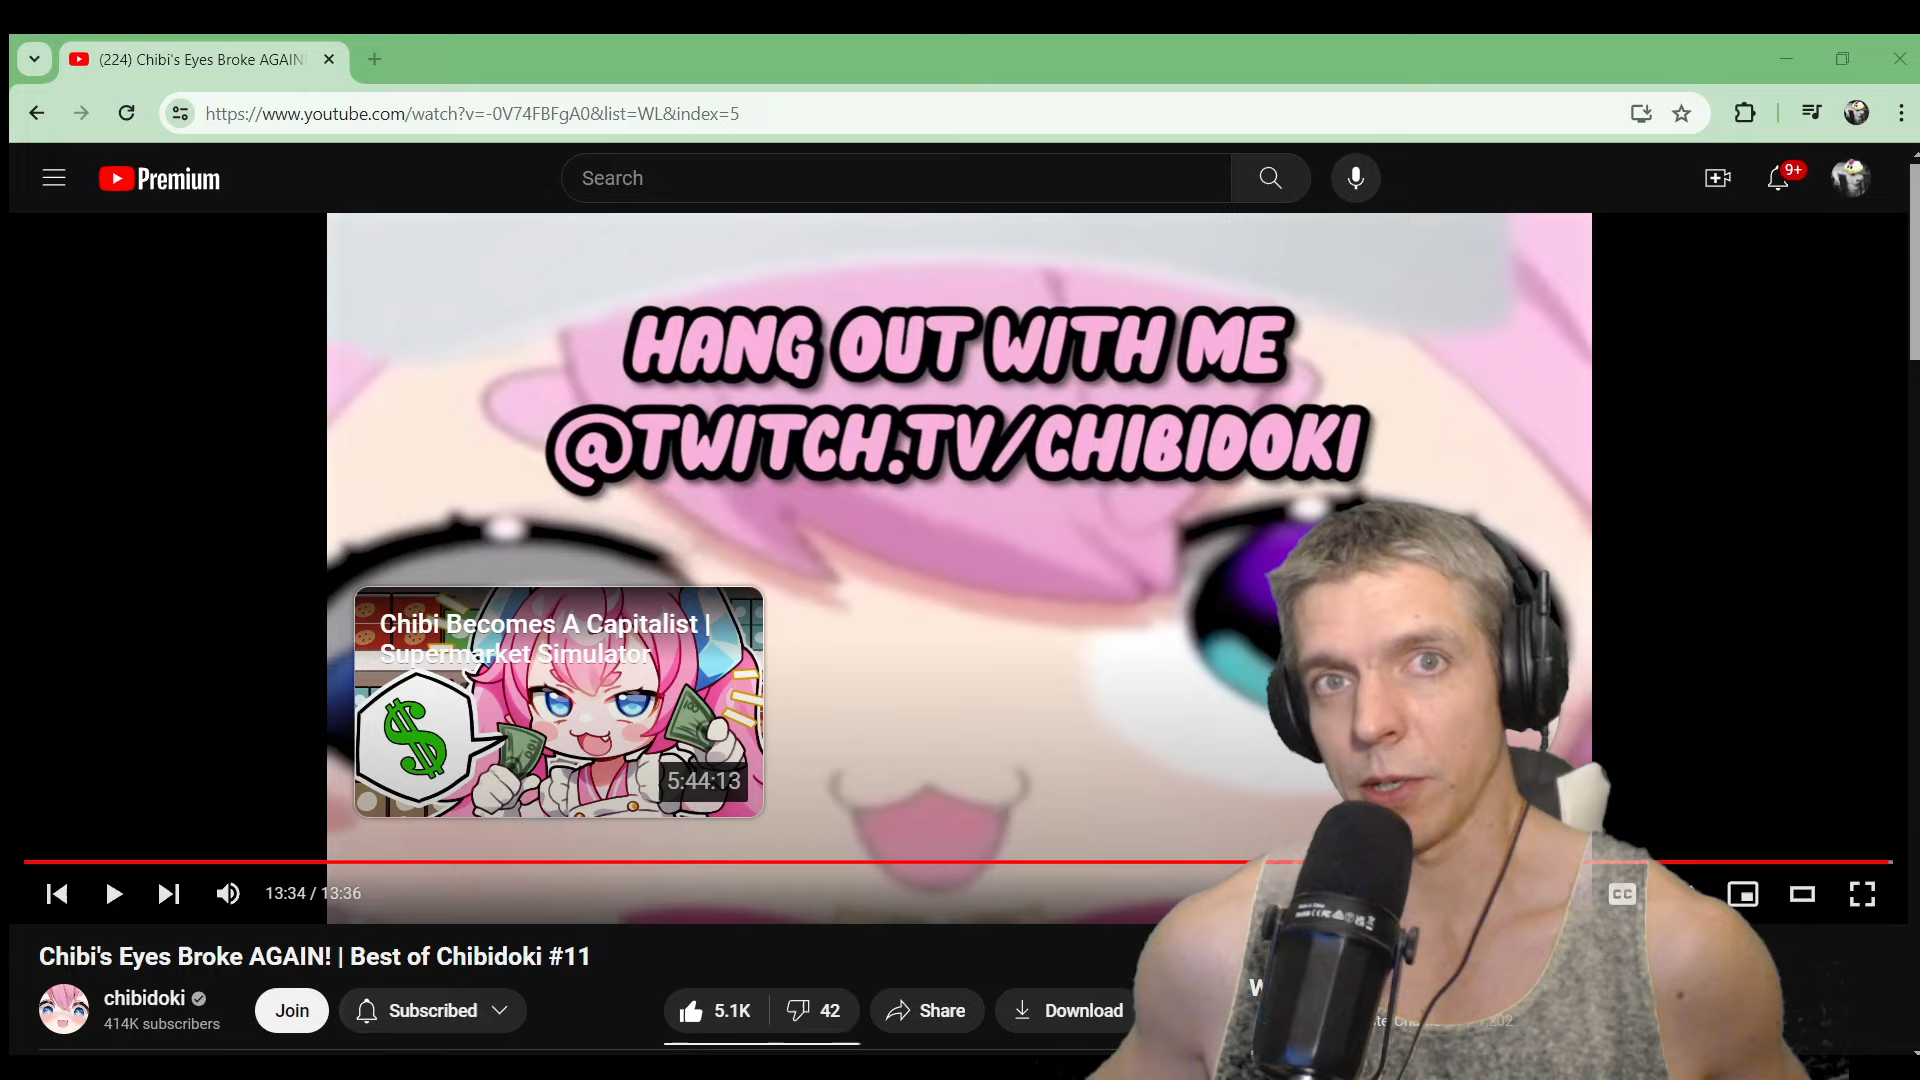 (224) Chibi's Eyes Broke AGAIN!
https://www.youtube.com/watch?v=-0V74FBFgA0&list=WL&index=5
Premium
Search
9+
HANG OUT WITH ME
@TWITCH.TV/CHIBIDOKI
Chibi Becomes A Capitalist |
Supermarket Simulator
$
5:44:13
13:34 / 13:36
CC
Chibi's Eyes Broke AGAIN! | Best of Chibidoki #11
chibidoki
414K subscribers
Join
Subscribed
5.1K
42
Share
Download